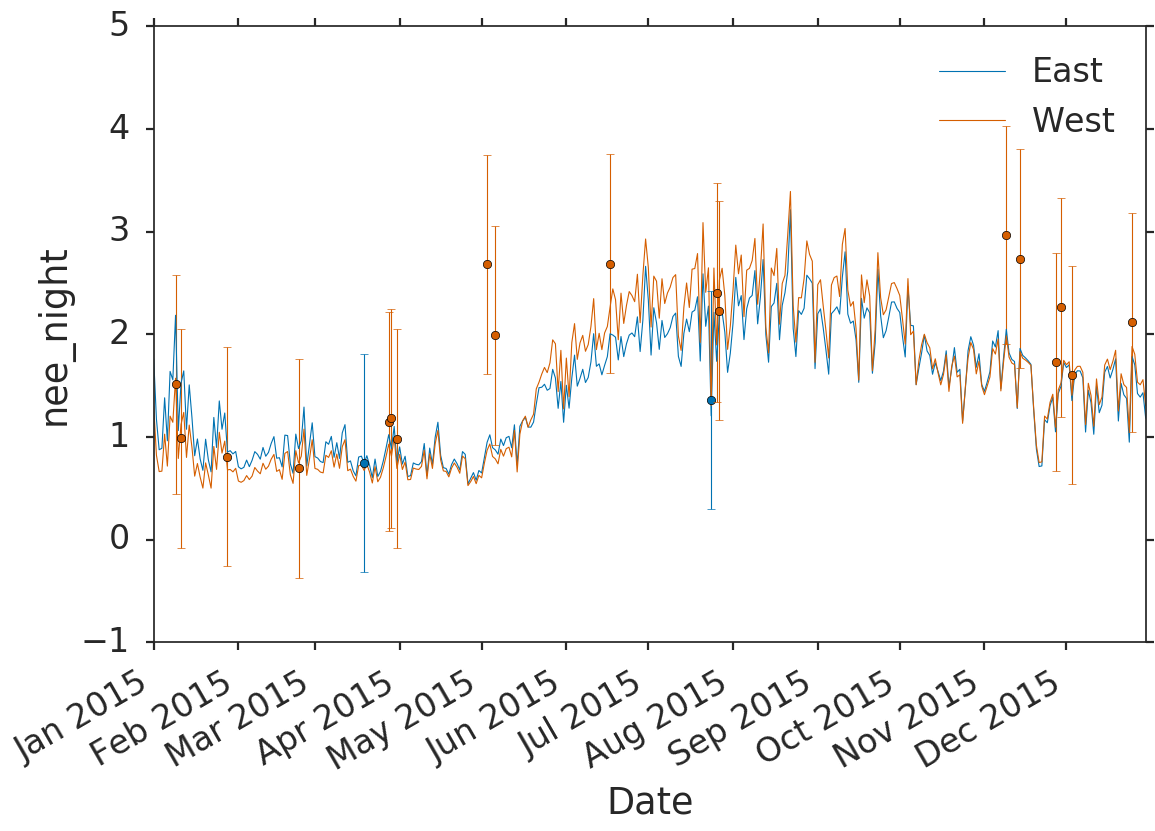 5
4
3
2
1
0
−1
nee_night
East
West
Jan 2015
Feb 2015
Mar 2015
Apr 2015
May 2015
Jun 2015
Jul 2015
Aug 2015
Sep 2015
Oct 2015
Nov 2015
Dec 2015
Date